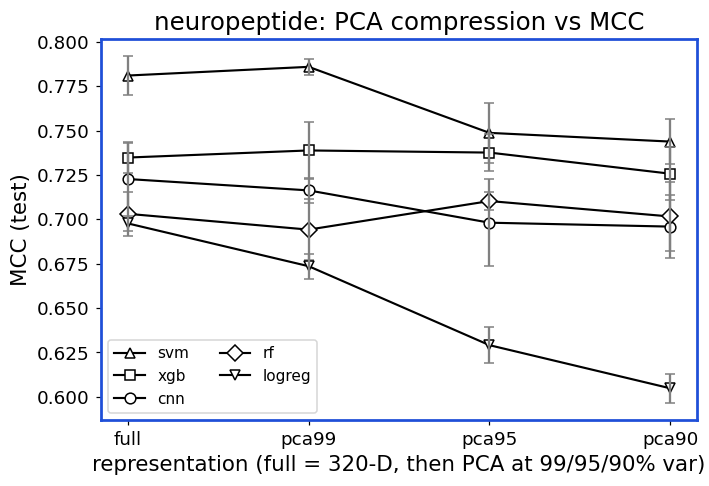 neuropeptide: PCA compression vs MCC
MCC (test)
0.800
0.775
0.750
0.725
0.700
0.675
0.650
0.625
0.600
svm
xgb
cnn
rf
logreg
full
pca99
pca95
pca90
representation (full = 320-D, then PCA at 99/95/90% var)